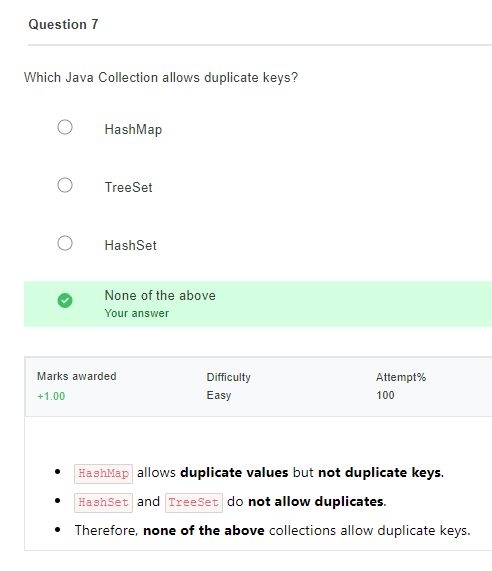 Question 7
Which Java Collection allows duplicate keys?
HashMap
TreeSet
HashSet
None of the above
Your answer
Marks awarded
Difficulty
Attempt%
+1.00
Easy
100
• HashMap allows duplicate values but not duplicate keys.
• HashSet and TreeSet do not allow duplicates.
• Therefore, none of the above collections allow duplicate keys.